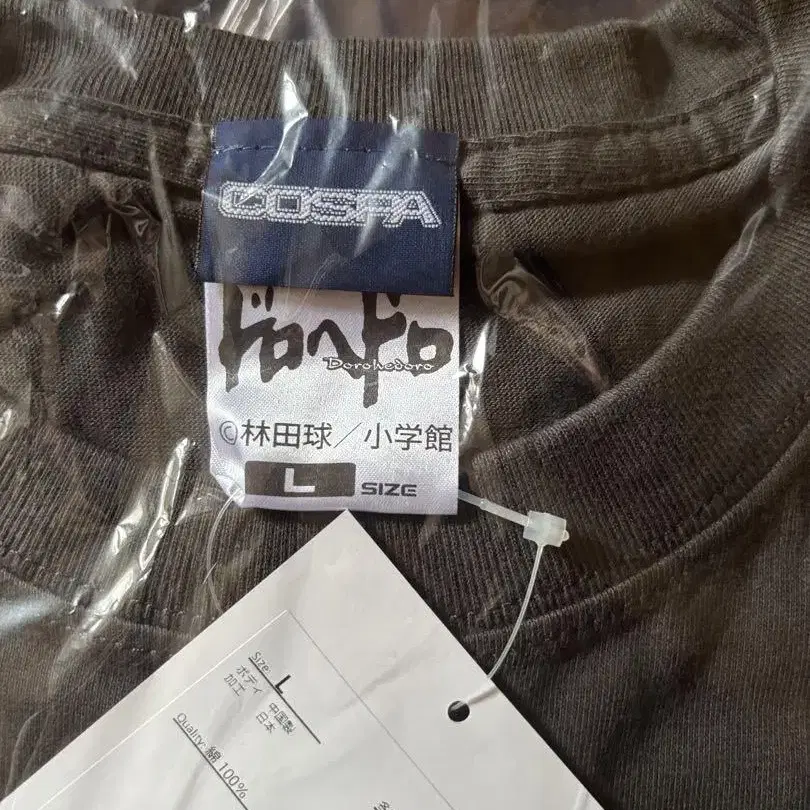 COSPA
ドロヘドロ
Dorohedoro
©林田球／小学館
L SIZE
Size: L
ボディ 中国製
加工 日本
Quality: 綿 100%